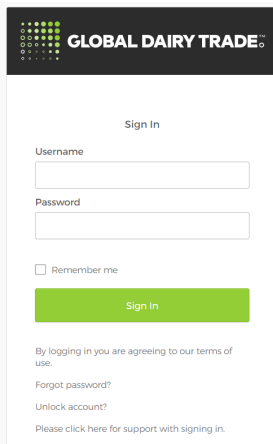 GLOBAL DAIRY TRADE™
Sign In
Username
Password
Remember me
Sign In
By logging in you are agreeing to our terms of
use.
Forgot password?
Unlock account?
Please click here for support with signing in.